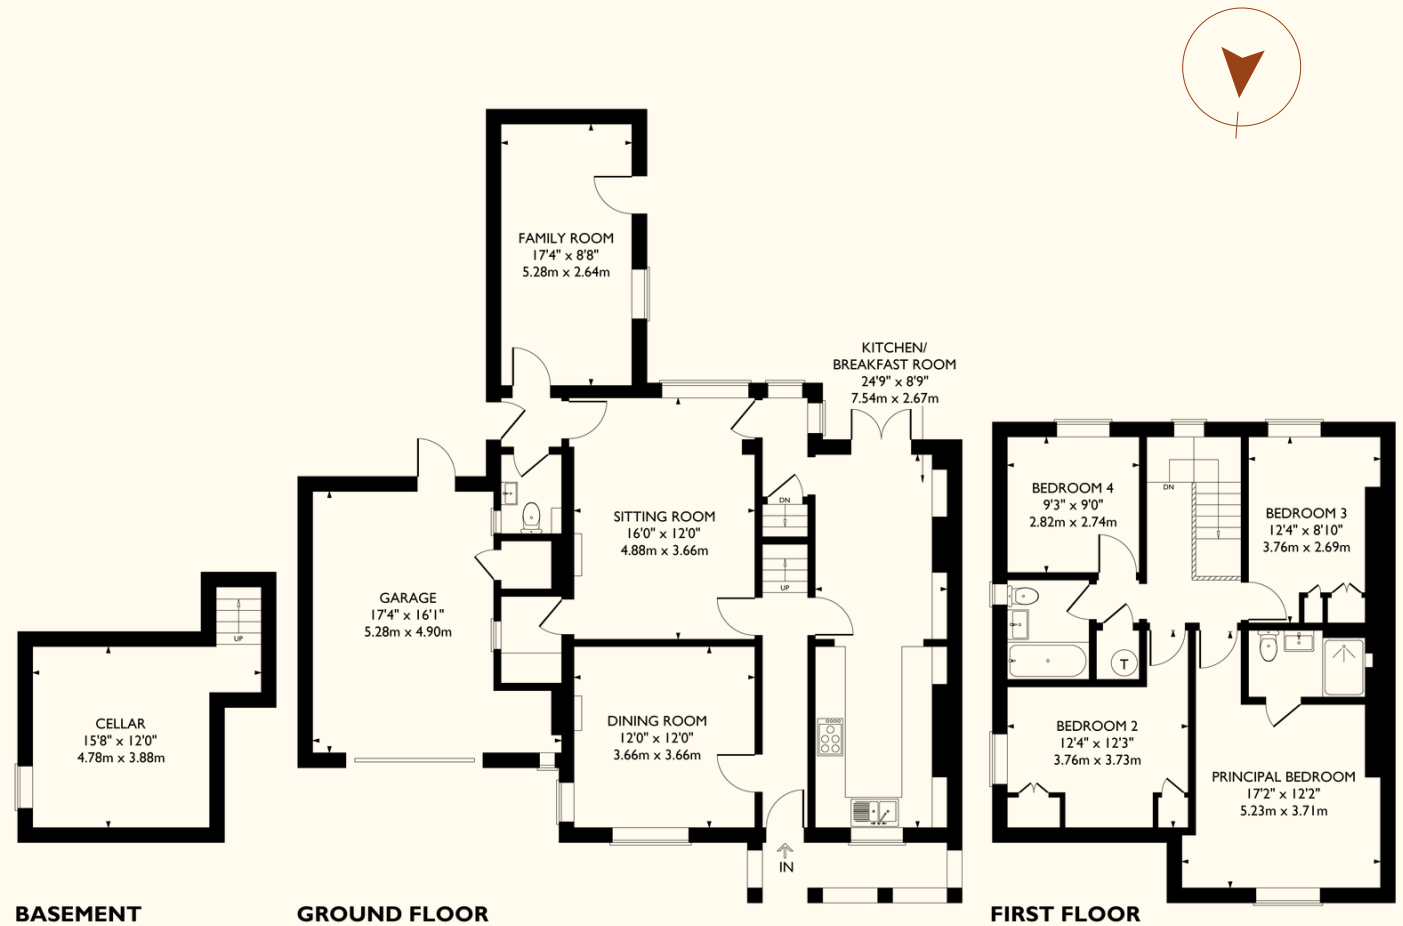 FAMILY ROOM
17'4" x 8'8"
5.28m x 2.64m
KITCHEN/
BREAKFAST ROOM
24'9" x 8'9"
7.54m x 2.67m
SITTING ROOM
16'0" x 12'0"
4.88m x 3.66m
DN
UP
GARAGE
17'4" x 16'1"
5.28m x 4.90m
DINING ROOM
12'0" x 12'0"
3.66m x 3.66m
IN
UP
CELLAR
15'8" x 12'0"
4.78m x 3.88m
BEDROOM 4
9'3" x 9'0"
2.82m x 2.74m
DN
BEDROOM 3
12'4" x 8'10"
3.76m x 2.69m
T
BEDROOM 2
12'4" x 12'3"
3.76m x 3.73m
PRINCIPAL BEDROOM
17'2" x 12'2"
5.23m x 3.71m
BASEMENT
GROUND FLOOR
FIRST FLOOR